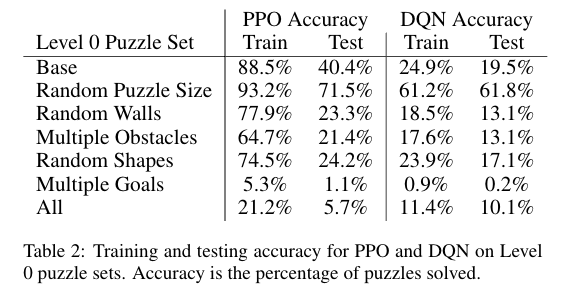 PPO Accuracy DQN Accuracy
Level 0 Puzzle Set Train Test Train Test
Base 88.5% 40.4% 24.9% 19.5%
Random Puzzle Size 93.2% 71.5% 61.2% 61.8%
Random Walls 77.9% 23.3% 18.5% 13.1%
Multiple Obstacles 64.7% 21.4% 17.6% 13.1%
Random Shapes 74.5% 24.2% 23.9% 17.1%
Multiple Goals 5.3% 1.1% 0.9% 0.2%
All 21.2% 5.7% 11.4% 10.1%
Table 2: Training and testing accuracy for PPO and DQN on Level
0 puzzle sets. Accuracy is the percentage of puzzles solved.